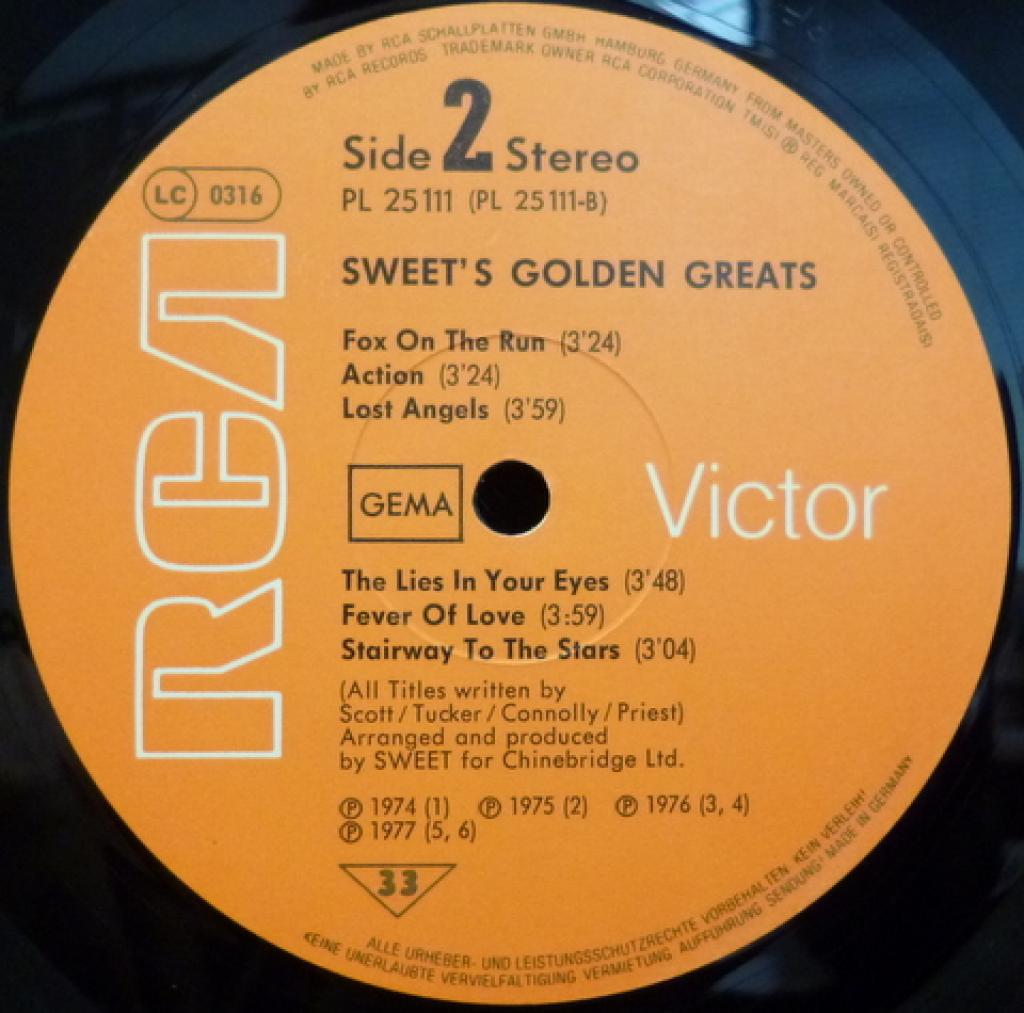 MADE BY RCA SCHALLPLATTEN GMBH HAMBURG GERMANY FROM MASTERS OWNED OR CONTROLLED
BY RCA RECORDS TRADEMARK OWNER RCA CORPORATION TM(S) ® REG MARCA(S) REGISTRADA(S)
Side 2 Stereo
LC 0316
PL 25111 (PL 25111-B)
SWEET'S GOLDEN GREATS
Fox On The Run (3'24)
Action (3'24)
Lost Angels (3'59)
RCA
GEMA
Victor
The Lies In Your Eyes (3'48)
Fever Of Love (3:59)
Stairway To The Stars (3'04)
(All Titles written by
Scott/Tucker/Connolly/Priest)
Arranged and produced
by SWEET for Chinebridge Ltd.
℗ 1974 (1) ℗ 1975 (2) ℗ 1976 (3, 4)
℗ 1977 (5, 6)
33
ALLE URHEBER- UND LEISTUNGSSCHUTZRECHTE VORBEHALTEN. KEIN VERLEIH!
KEINE UNERLAUBTE VERVIELFALTIGUNG VERMIETUNG AUFFÜHRUNG SENDUNG! MADE IN GERMANY